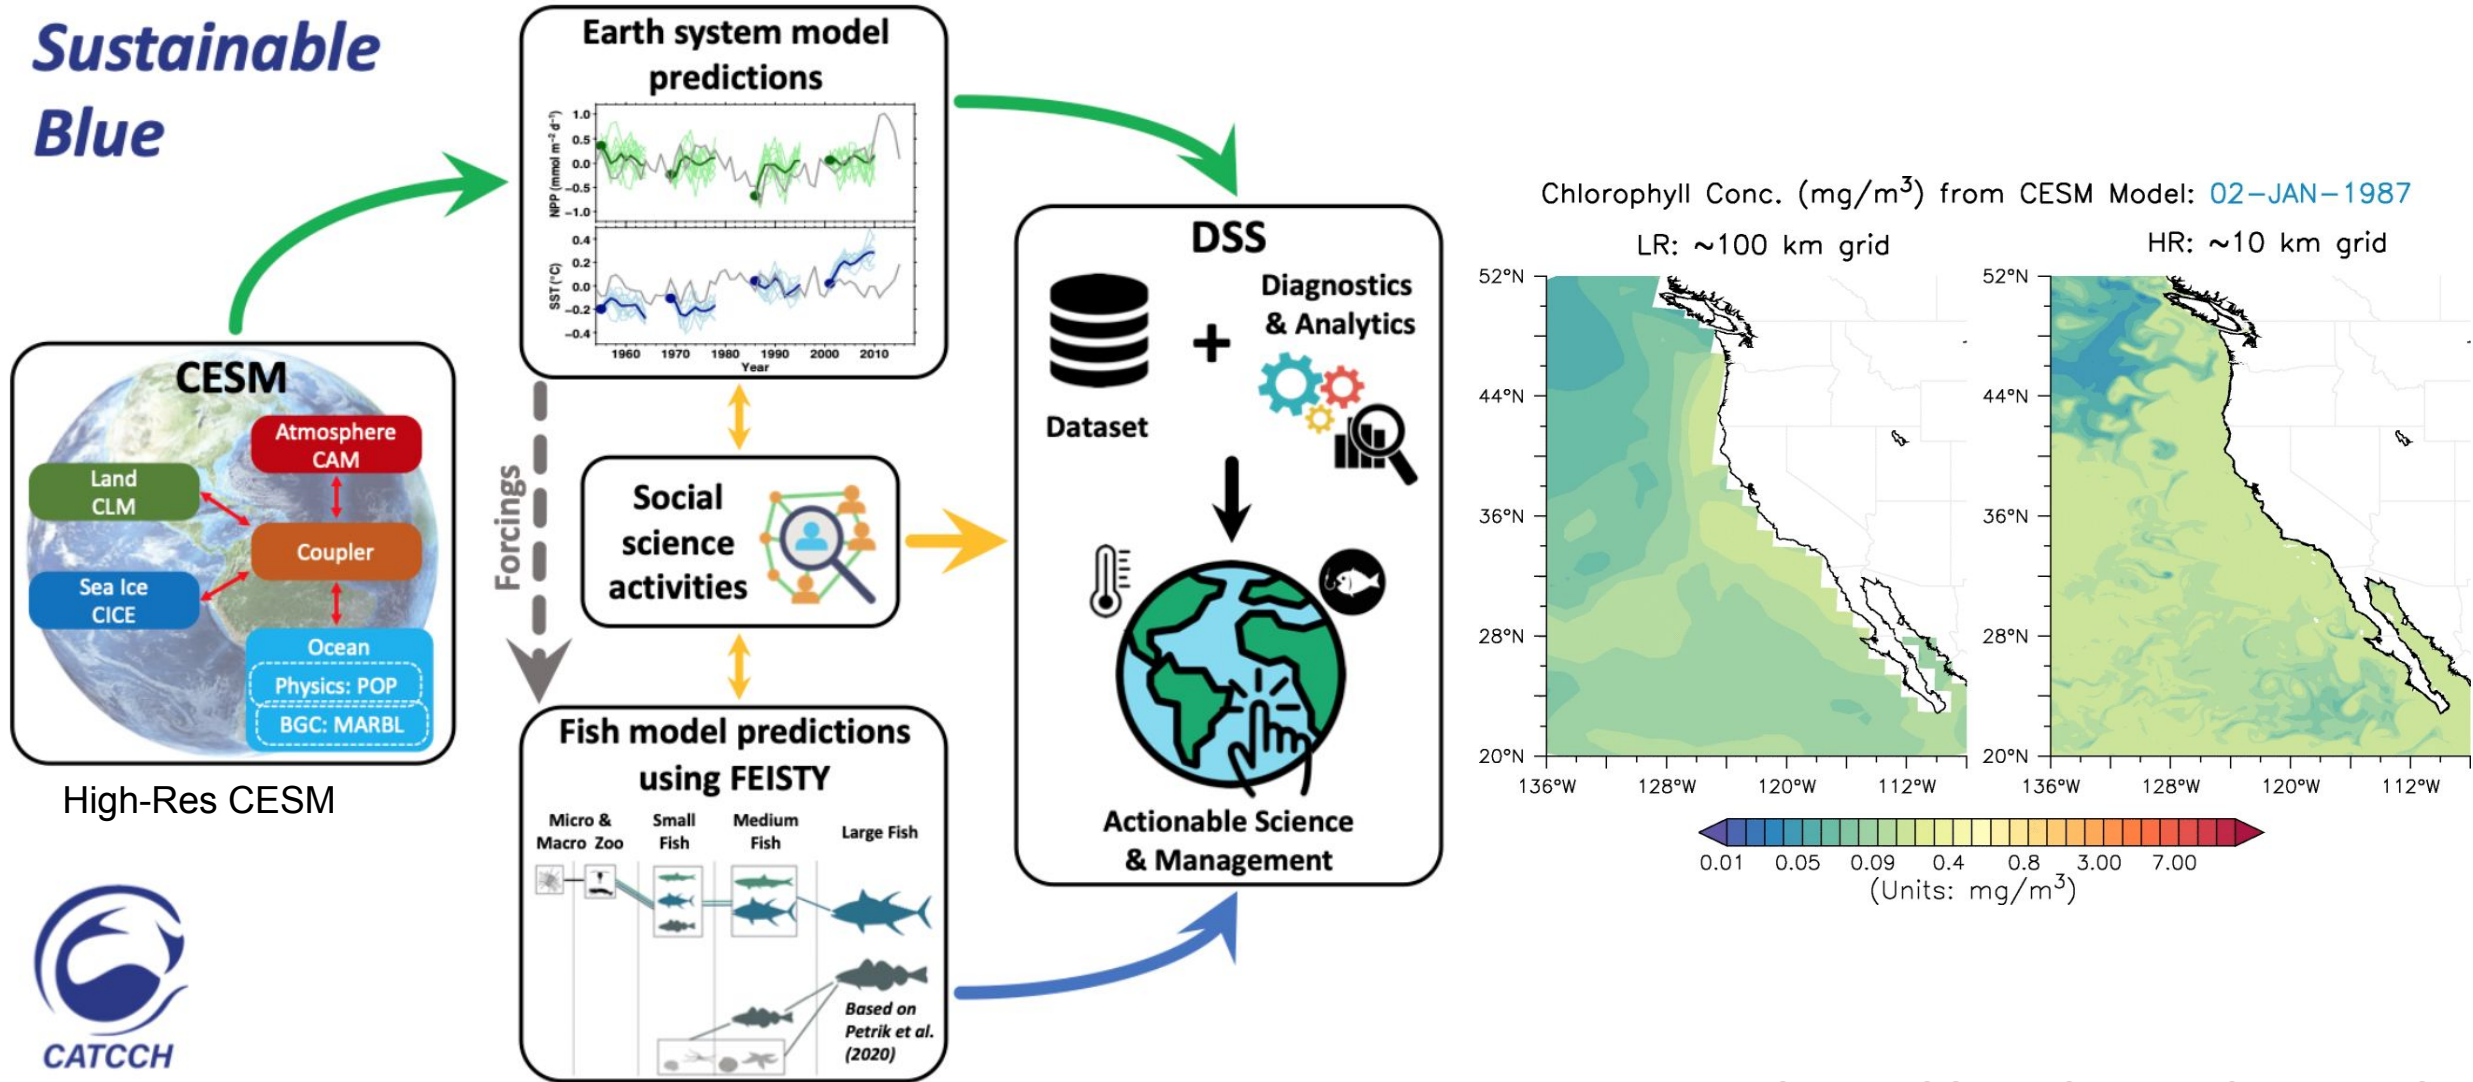 Sustainable
Blue
Earth system model
predictions
NPP (mmol m⁻² d⁻¹)
1.0
0.5
0.0
−0.5
−1.0
SST (°C)
0.4
0.2
0.0
−0.2
−0.4
1960 1970 1980 1990 2000 2010
Year
CESM
Atmosphere
CAM
Land
CLM
Coupler
Sea Ice
CICE
Ocean
Physics: POP
BGC: MARBL
High-Res CESM
CATCCH
Forcings
Social
science
activities
Fish model predictions
using FEISTY
Micro &
Macro Zoo
Small
Fish
Medium
Fish
Large Fish
Based on
Petrik et al.
(2020)
DSS
Dataset
+
Diagnostics
& Analytics
Actionable Science
& Management
Chlorophyll Conc. (mg/m³) from CESM Model: 02−JAN−1987
LR: ~100 km grid
52°N
44°N
36°N
28°N
20°N
136°W 128°W 120°W 112°W
HR: ~10 km grid
52°N
44°N
36°N
28°N
20°N
136°W 128°W 120°W 112°W
0.01 0.05 0.09 0.4 0.8 3.00 7.00
(Units: mg/m³)